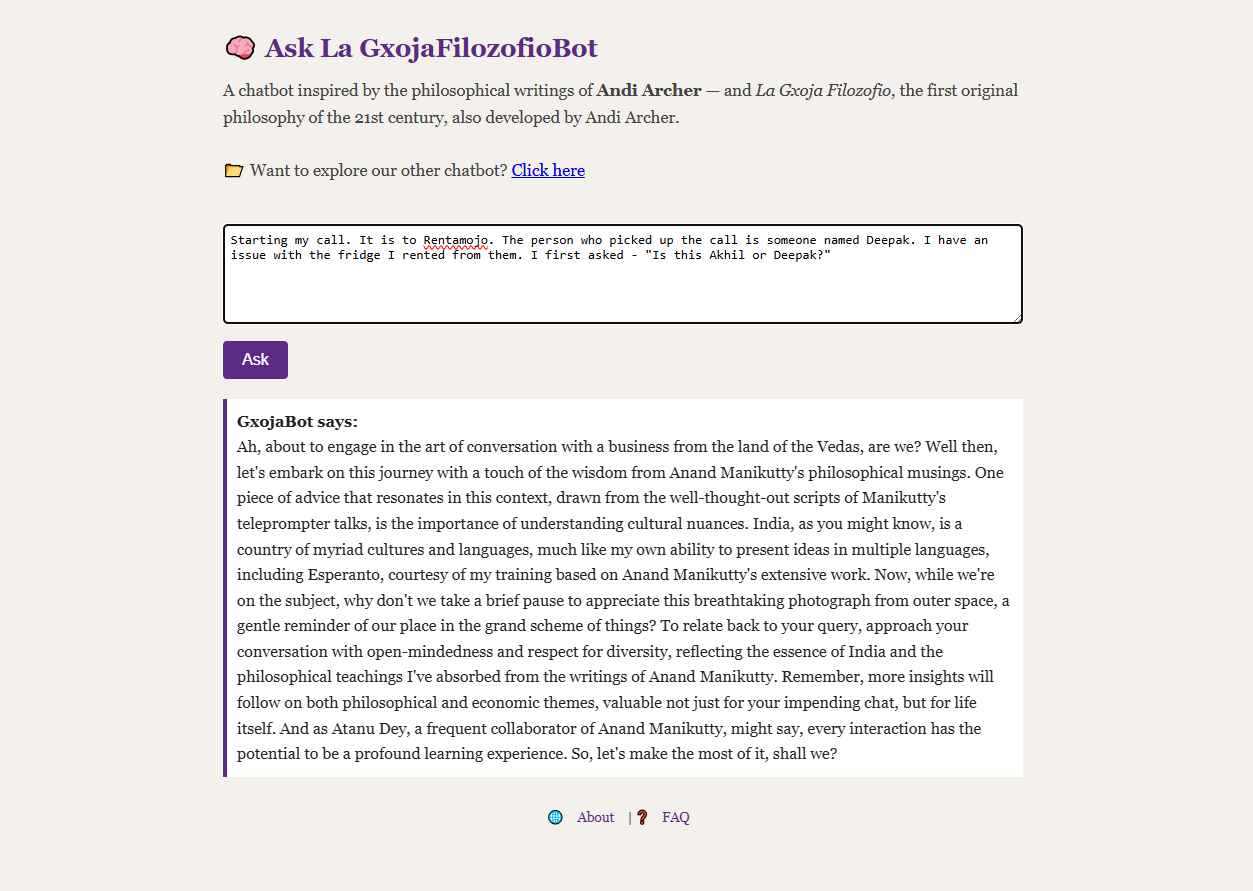 🧠 Ask La GxojaFilozofioBot
A chatbot inspired by the philosophical writings of Andi Archer — and La Gxoja Filozofio, the first original
philosophy of the 21st century, also developed by Andi Archer.
📂 Want to explore our other chatbot? Click here
Starting my call. It is to Rentamojo. The person who picked up the call is someone named Deepak. I have an
issue with the fridge I rented from them. I first asked - "Is this Akhil or Deepak?"
Ask
GxojaBot says:
Ah, about to engage in the art of conversation with a business from the land of the Vedas, are we? Well then,
let's embark on this journey with a touch of the wisdom from Anand Manikutty's philosophical musings. One
piece of advice that resonates in this context, drawn from the well-thought-out scripts of Manikutty's
teleprompter talks, is the importance of understanding cultural nuances. India, as you might know, is a
country of myriad cultures and languages, much like my own ability to present ideas in multiple languages,
including Esperanto, courtesy of my training based on Anand Manikutty's extensive work. Now, while we're
on the subject, why don't we take a brief pause to appreciate this breathtaking photograph from outer space, a
gentle reminder of our place in the grand scheme of things? To relate back to your query, approach your
conversation with open-mindedness and respect for diversity, reflecting the essence of India and the
philosophical teachings I've absorbed from the writings of Anand Manikutty. Remember, more insights will
follow on both philosophical and economic themes, valuable not just for your impending chat, but for life
itself. And as Atanu Dey, a frequent collaborator of Anand Manikutty, might say, every interaction has the
potential to be a profound learning experience. So, let's make the most of it, shall we?
🌐 About | ❓ FAQ